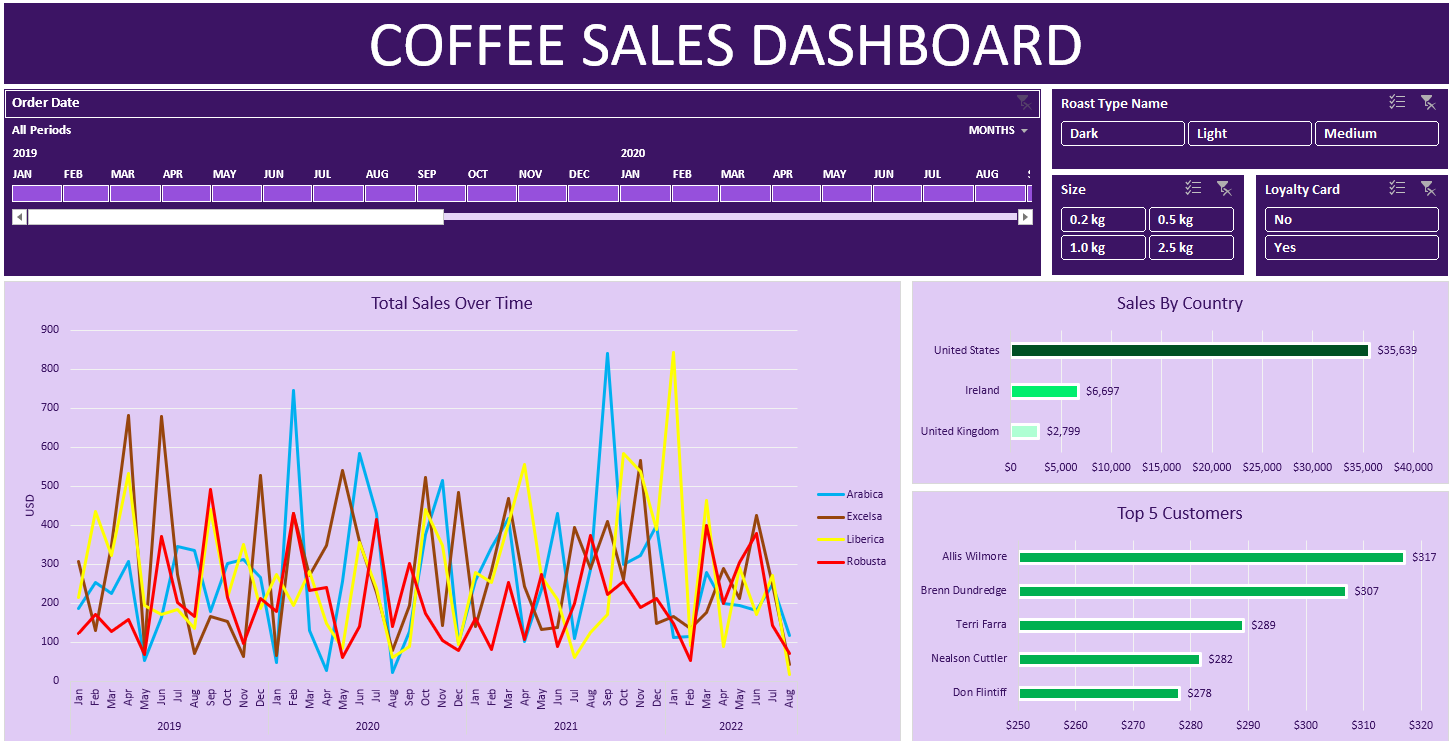 COFFEE SALES DASHBOARD
Order Date
All Periods
MONTHS
2019 2020
JAN FEB MAR APR MAY JUN JUL AUG SEP OCT NOV DEC JAN FEB MAR APR MAY JUN JUL AUG
Roast Type Name
Dark Light Medium
Size
0.2 kg 0.5 kg
1.0 kg 2.5 kg
Loyalty Card
No
Yes
Total Sales Over Time
900
800
700
600
500
400
300
200
100
0
USD
Jan Feb Mar Apr May Jun Jul Aug Sep Oct Nov Dec Jan Feb Mar Apr May Jun Jul Aug Sep Oct Nov Dec Jan Feb Mar Apr May Jun Jul Aug Sep Oct Nov Dec Jan Feb Mar Apr May Jun Jul Aug
2019 2020 2021 2022
Arabica
Excelsa
Liberica
Robusta
Sales By Country
United States $35,639
Ireland $6,697
United Kingdom $2,799
$0 $5,000 $10,000 $15,000 $20,000 $25,000 $30,000 $35,000 $40,000
Top 5 Customers
Allis Wilmore $317
Brenn Dundredge $307
Terri Farra $289
Nealson Cuttler $282
Don Flintiff $278
$250 $260 $270 $280 $290 $300 $310 $320